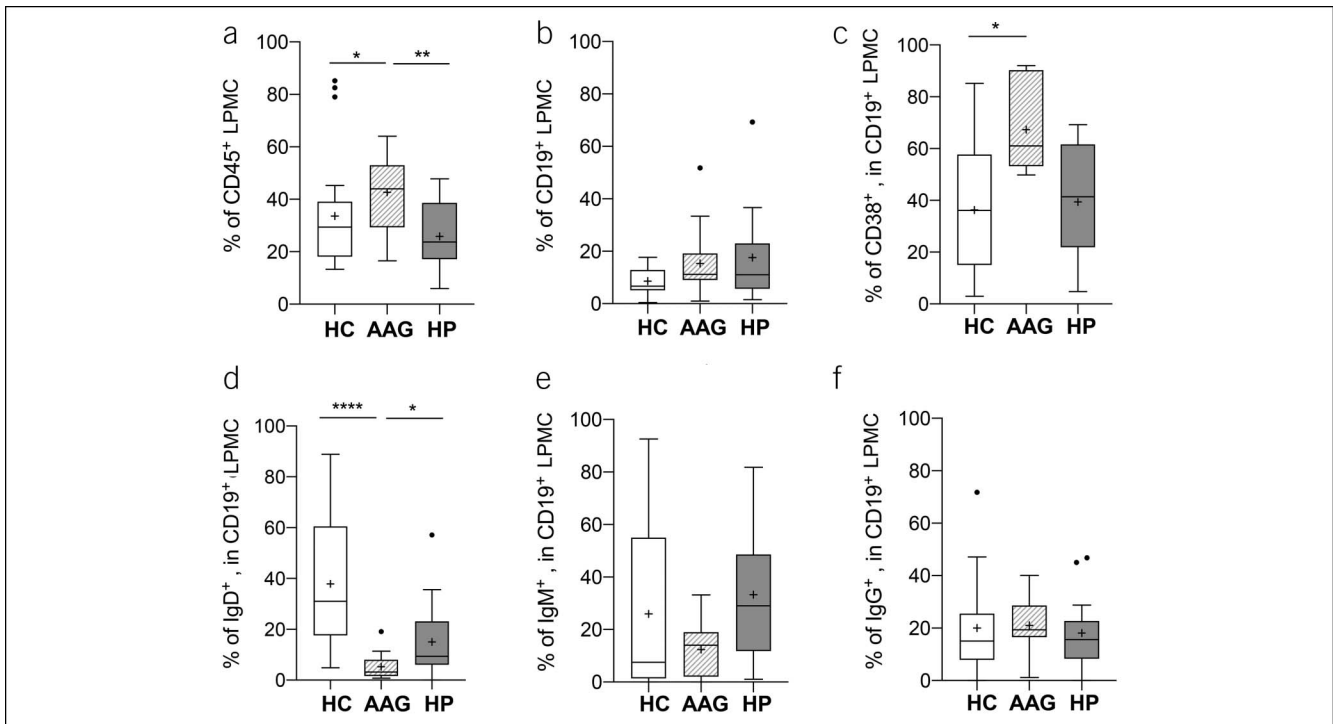 a
% of CD45⁺ LPMC
100
80
60
40
20
0
*
**
HC AAG HP
b
% of CD19⁺ LPMC
100
80
60
40
20
0
HC AAG HP
c
% of CD38⁺, in CD19⁺ LPMC
100
80
60
40
20
0
*
HC AAG HP
d
% of IgD⁺, in CD19⁺ LPMC
100
80
60
40
20
0
****
*
HC AAG HP
e
% of IgM⁺, in CD19⁺ LPMC
100
80
60
40
20
0
HC AAG HP
f
% of IgG⁺, in CD19⁺ LPMC
100
80
60
40
20
0
HC AAG HP